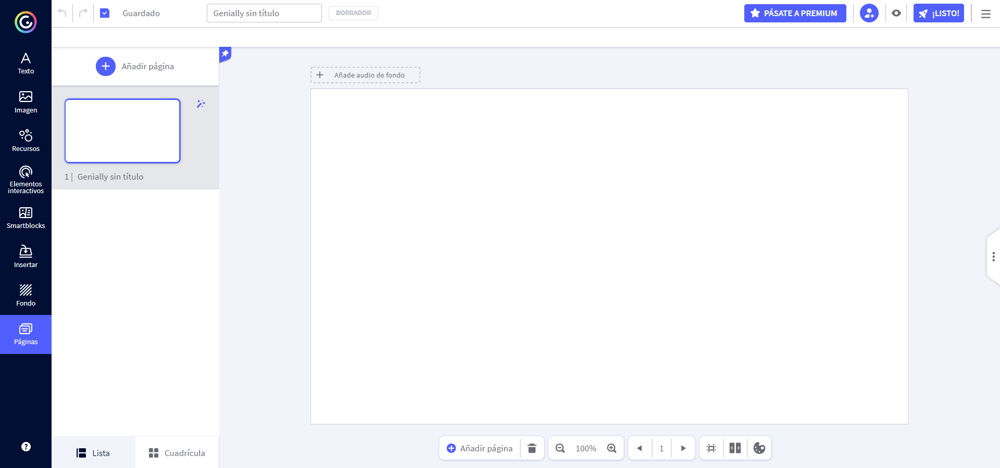 Guardado
Genially sin título
BORRADOR
PÁSATE A PREMIUM
¡LISTO!
Texto
Imagen
Recursos
Elementos
interactivos
Smartblocks
Insertar
Fondo
Páginas
?
Añadir página
1 | Genially sin título
Lista
Cuadrícula
Añade audio de fondo
Añadir página
100%
1